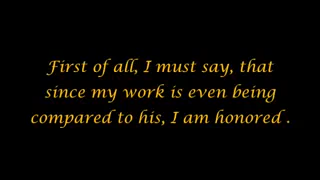 First of all, I must say, that
since my work is even being
compared to his, I am honored .